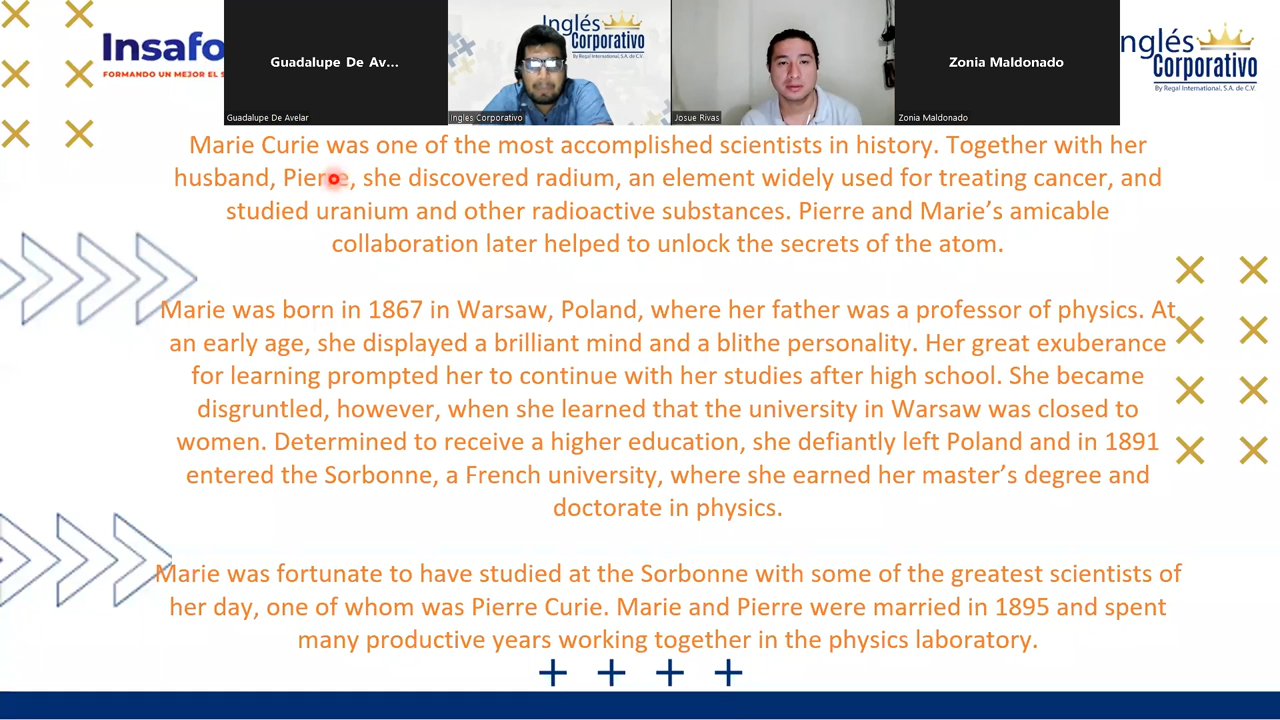 Insafo
FORMANDO UN MEJOR EL S
Guadalupe De Av...
Guadalupe De Avelar
Inglés
Corporativo
By Regal International, S.A. de C.V.
Ingles Corporativo
Josue Rivas
Zonia Maldonado
Zonia Maldonado
nglés
Corporativo
By Regal International, S.A. de C.V.
Marie Curie was one of the most accomplished scientists in history. Together with her
husband, Pierre, she discovered radium, an element widely used for treating cancer, and
studied uranium and other radioactive substances. Pierre and Marie’s amicable
collaboration later helped to unlock the secrets of the atom.
Marie was born in 1867 in Warsaw, Poland, where her father was a professor of physics. At
an early age, she displayed a brilliant mind and a blithe personality. Her great exuberance
for learning prompted her to continue with her studies after high school. She became
disgruntled, however, when she learned that the university in Warsaw was closed to
women. Determined to receive a higher education, she defiantly left Poland and in 1891
entered the Sorbonne, a French university, where she earned her master’s degree and
doctorate in physics.
Marie was fortunate to have studied at the Sorbonne with some of the greatest scientists of
her day, one of whom was Pierre Curie. Marie and Pierre were married in 1895 and spent
many productive years working together in the physics laboratory.